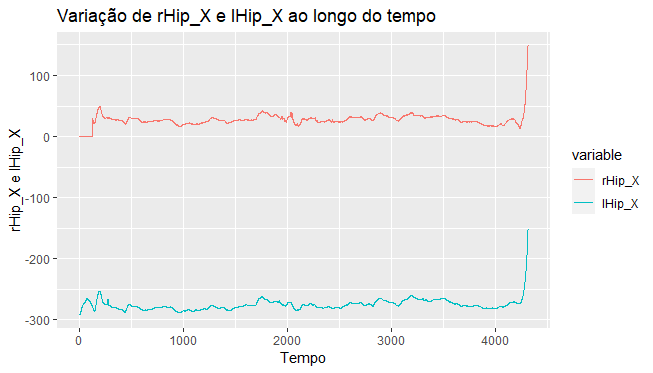 Variação de rHip_X e lHip_X ao longo do tempo
rHip_X e lHip_X
100
0
-100
-200
-300
0 1000 2000 3000 4000
Tempo
variable
rHip_X
lHip_X